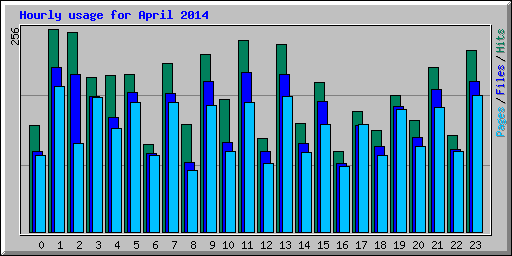 Hourly usage for April 2014
256
Pages / Files / Hits
0 1 2 3 4 5 6 7 8 9 10 11 12 13 14 15 16 17 18 19 20 21 22 23